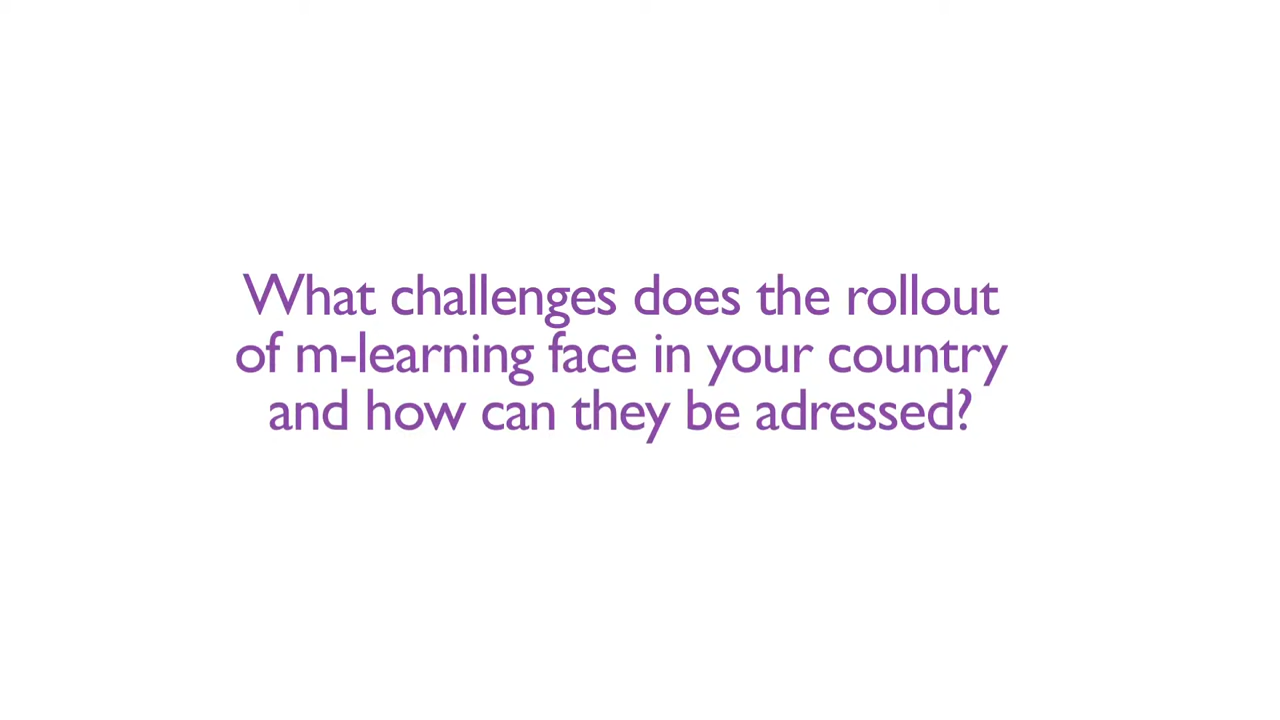 What challenges does the rollout
of m-learning face in your country
and how can they be adressed?